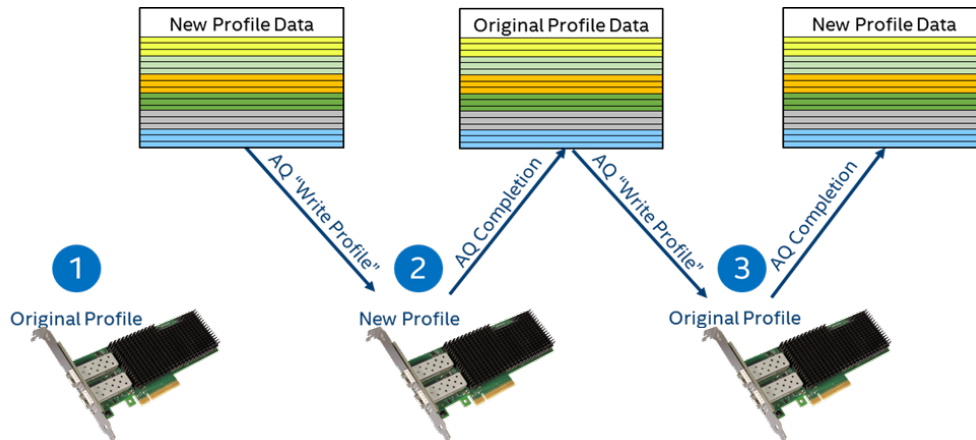 New Profile Data
Original Profile Data
New Profile Data
AQ “Write Profile”
AQ Completion
AQ “Write Profile”
AQ Completion
1
2
3
Original Profile
New Profile
Original Profile